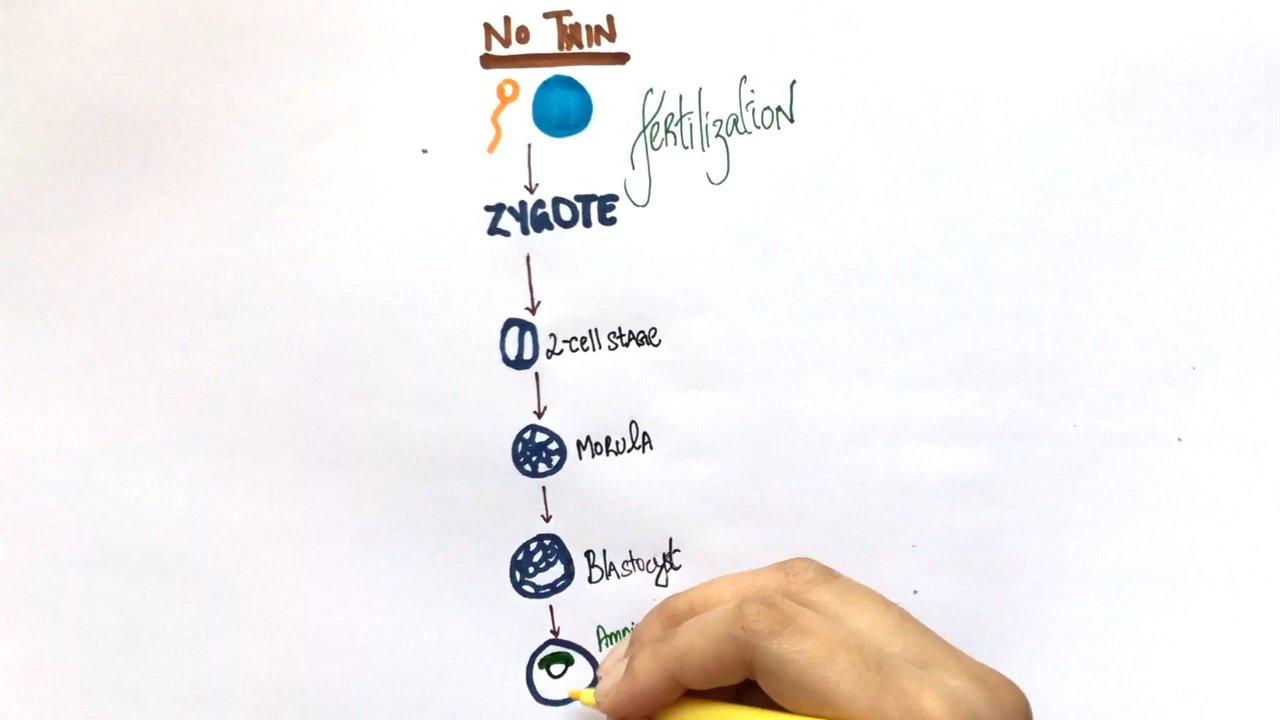 No TWIN
fertilization
ZYGOTE
2-cell stage
MORULA
Blastocyst